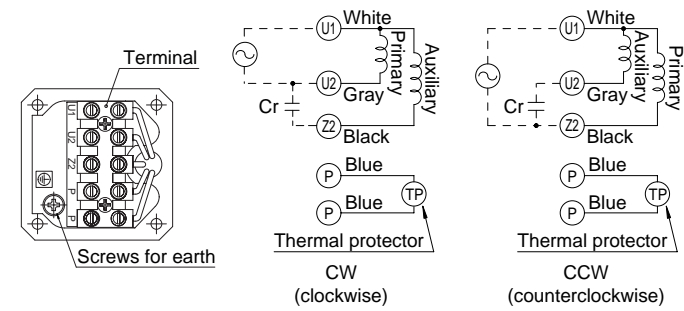 Terminal
U1
U2
Z2
P
P
Screws for earth
U1
White
Primary
Auxiliary
U2
Gray
Cr
Z2
Black
P
Blue
TP
P
Blue
Thermal protector
CW
(clockwise)
U1
White
Auxiliary
Primary
U2
Gray
Cr
Z2
Black
P
Blue
TP
P
Blue
Thermal protector
CCW
(counterclockwise)